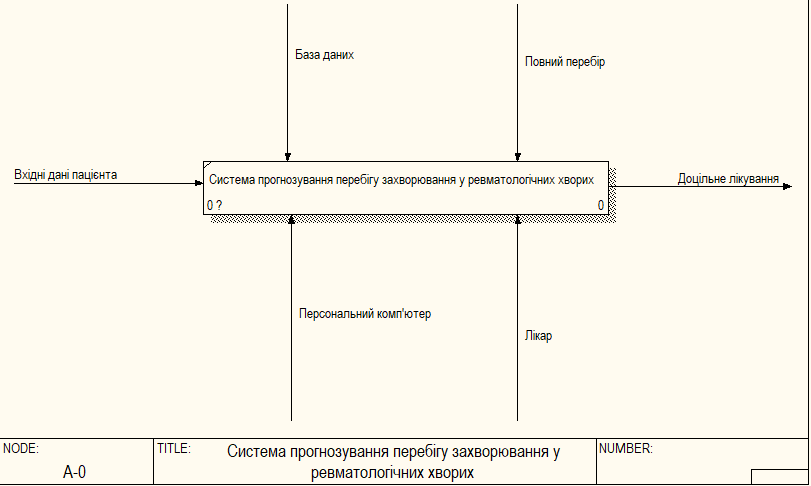 База даних
Повний перебір
Вхідні дані пацієнта
Система прогнозування перебігу захворювання у ревматологічних хворих
Доцільне лікування
0 ?
0
Персональний комп'ютер
Лікар
NODE:
A-0
TITLE:
Система прогнозування перебігу захворювання у
ревматологічних хворих
NUMBER: